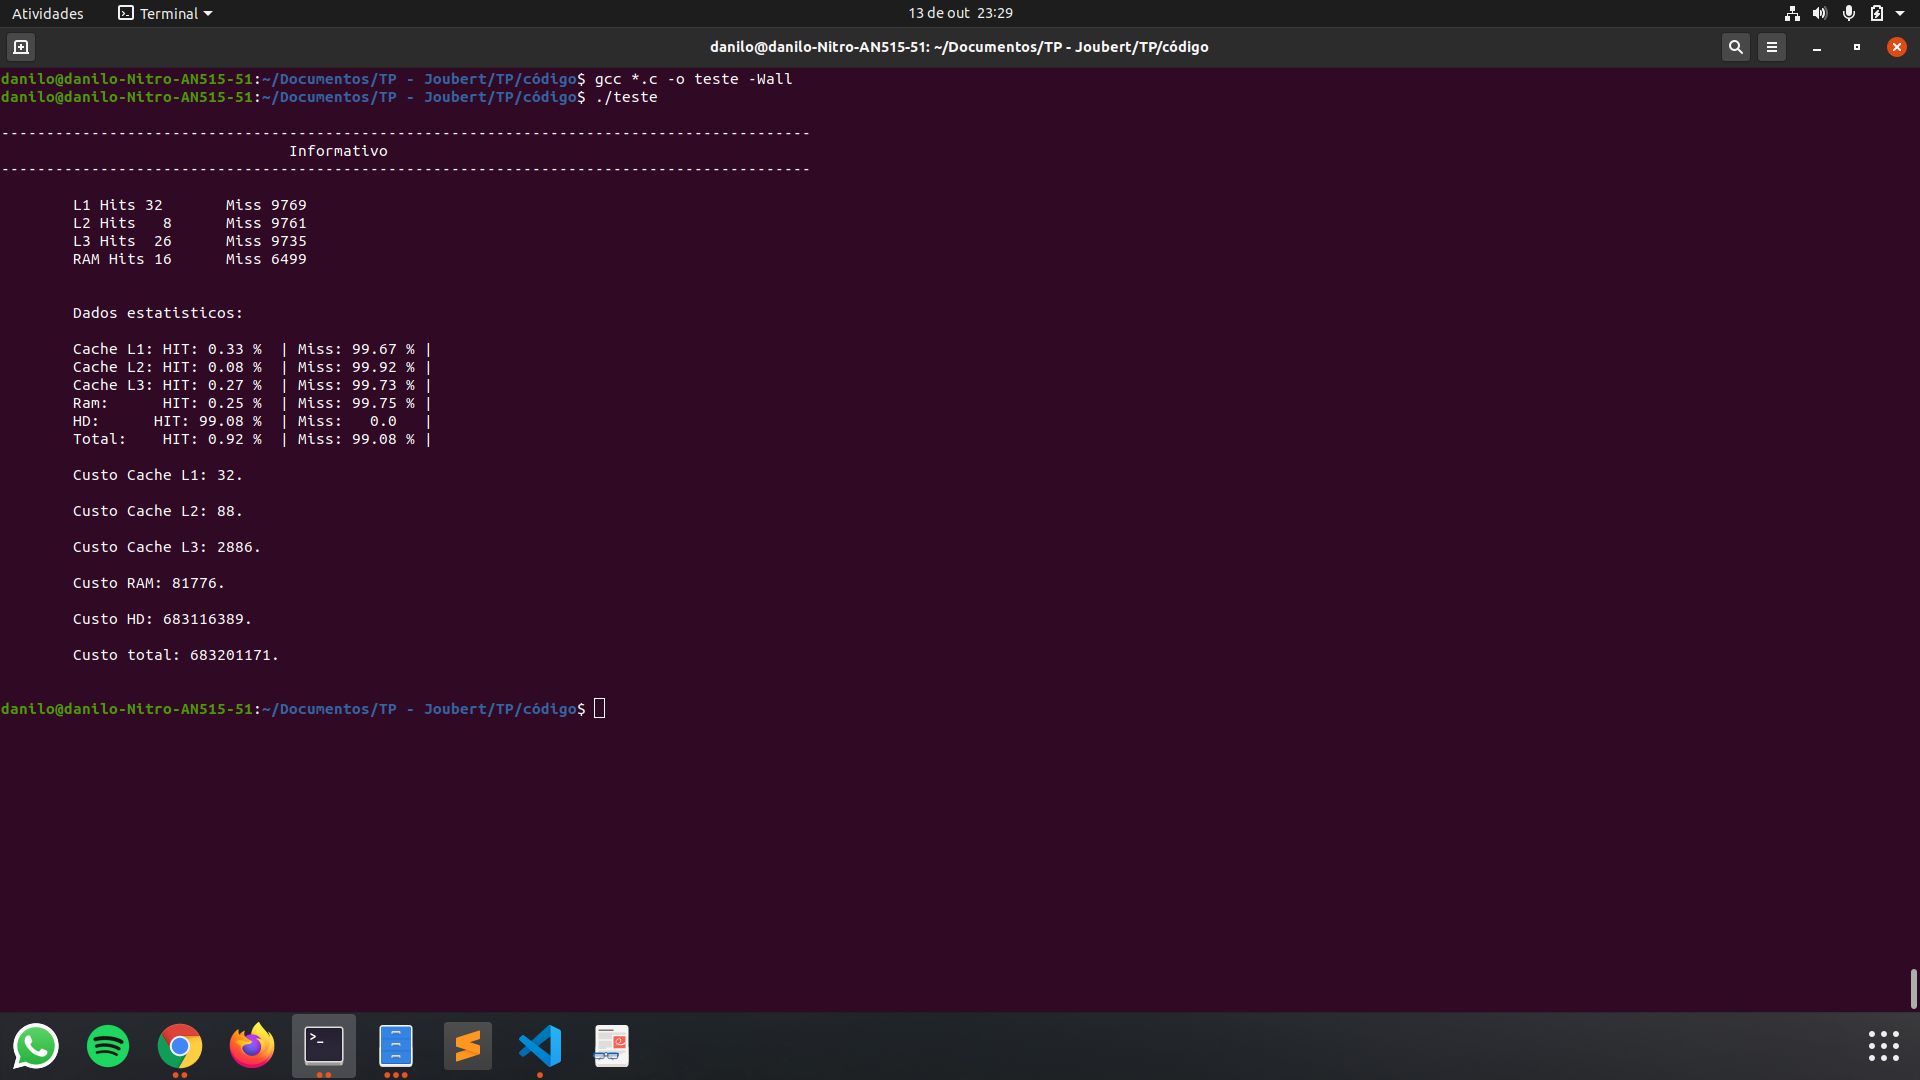 Atividades Terminal 13 de out 23:29
danilo@danilo-Nitro-AN515-51: ~/Documentos/TP - Joubert/TP/código
danilo@danilo-Nitro-AN515-51:~/Documentos/TP - Joubert/TP/código$ gcc *.c -o teste -Wall
danilo@danilo-Nitro-AN515-51:~/Documentos/TP - Joubert/TP/código$ ./teste
------------------------------------------------------------------------------------------
Informativo
------------------------------------------------------------------------------------------
L1 Hits 32 Miss 9769
L2 Hits 8 Miss 9761
L3 Hits 26 Miss 9735
RAM Hits 16 Miss 6499
Dados estatisticos:
Cache L1: HIT: 0.33 % | Miss: 99.67 % |
Cache L2: HIT: 0.08 % | Miss: 99.92 % |
Cache L3: HIT: 0.27 % | Miss: 99.73 % |
Ram: HIT: 0.25 % | Miss: 99.75 % |
HD: HIT: 99.08 % | Miss: 0.0 |
Total: HIT: 0.92 % | Miss: 99.08 % |
Custo Cache L1: 32.
Custo Cache L2: 88.
Custo Cache L3: 2886.
Custo RAM: 81776.
Custo HD: 683116389.
Custo total: 683201171.
danilo@danilo-Nitro-AN515-51:~/Documentos/TP - Joubert/TP/código$